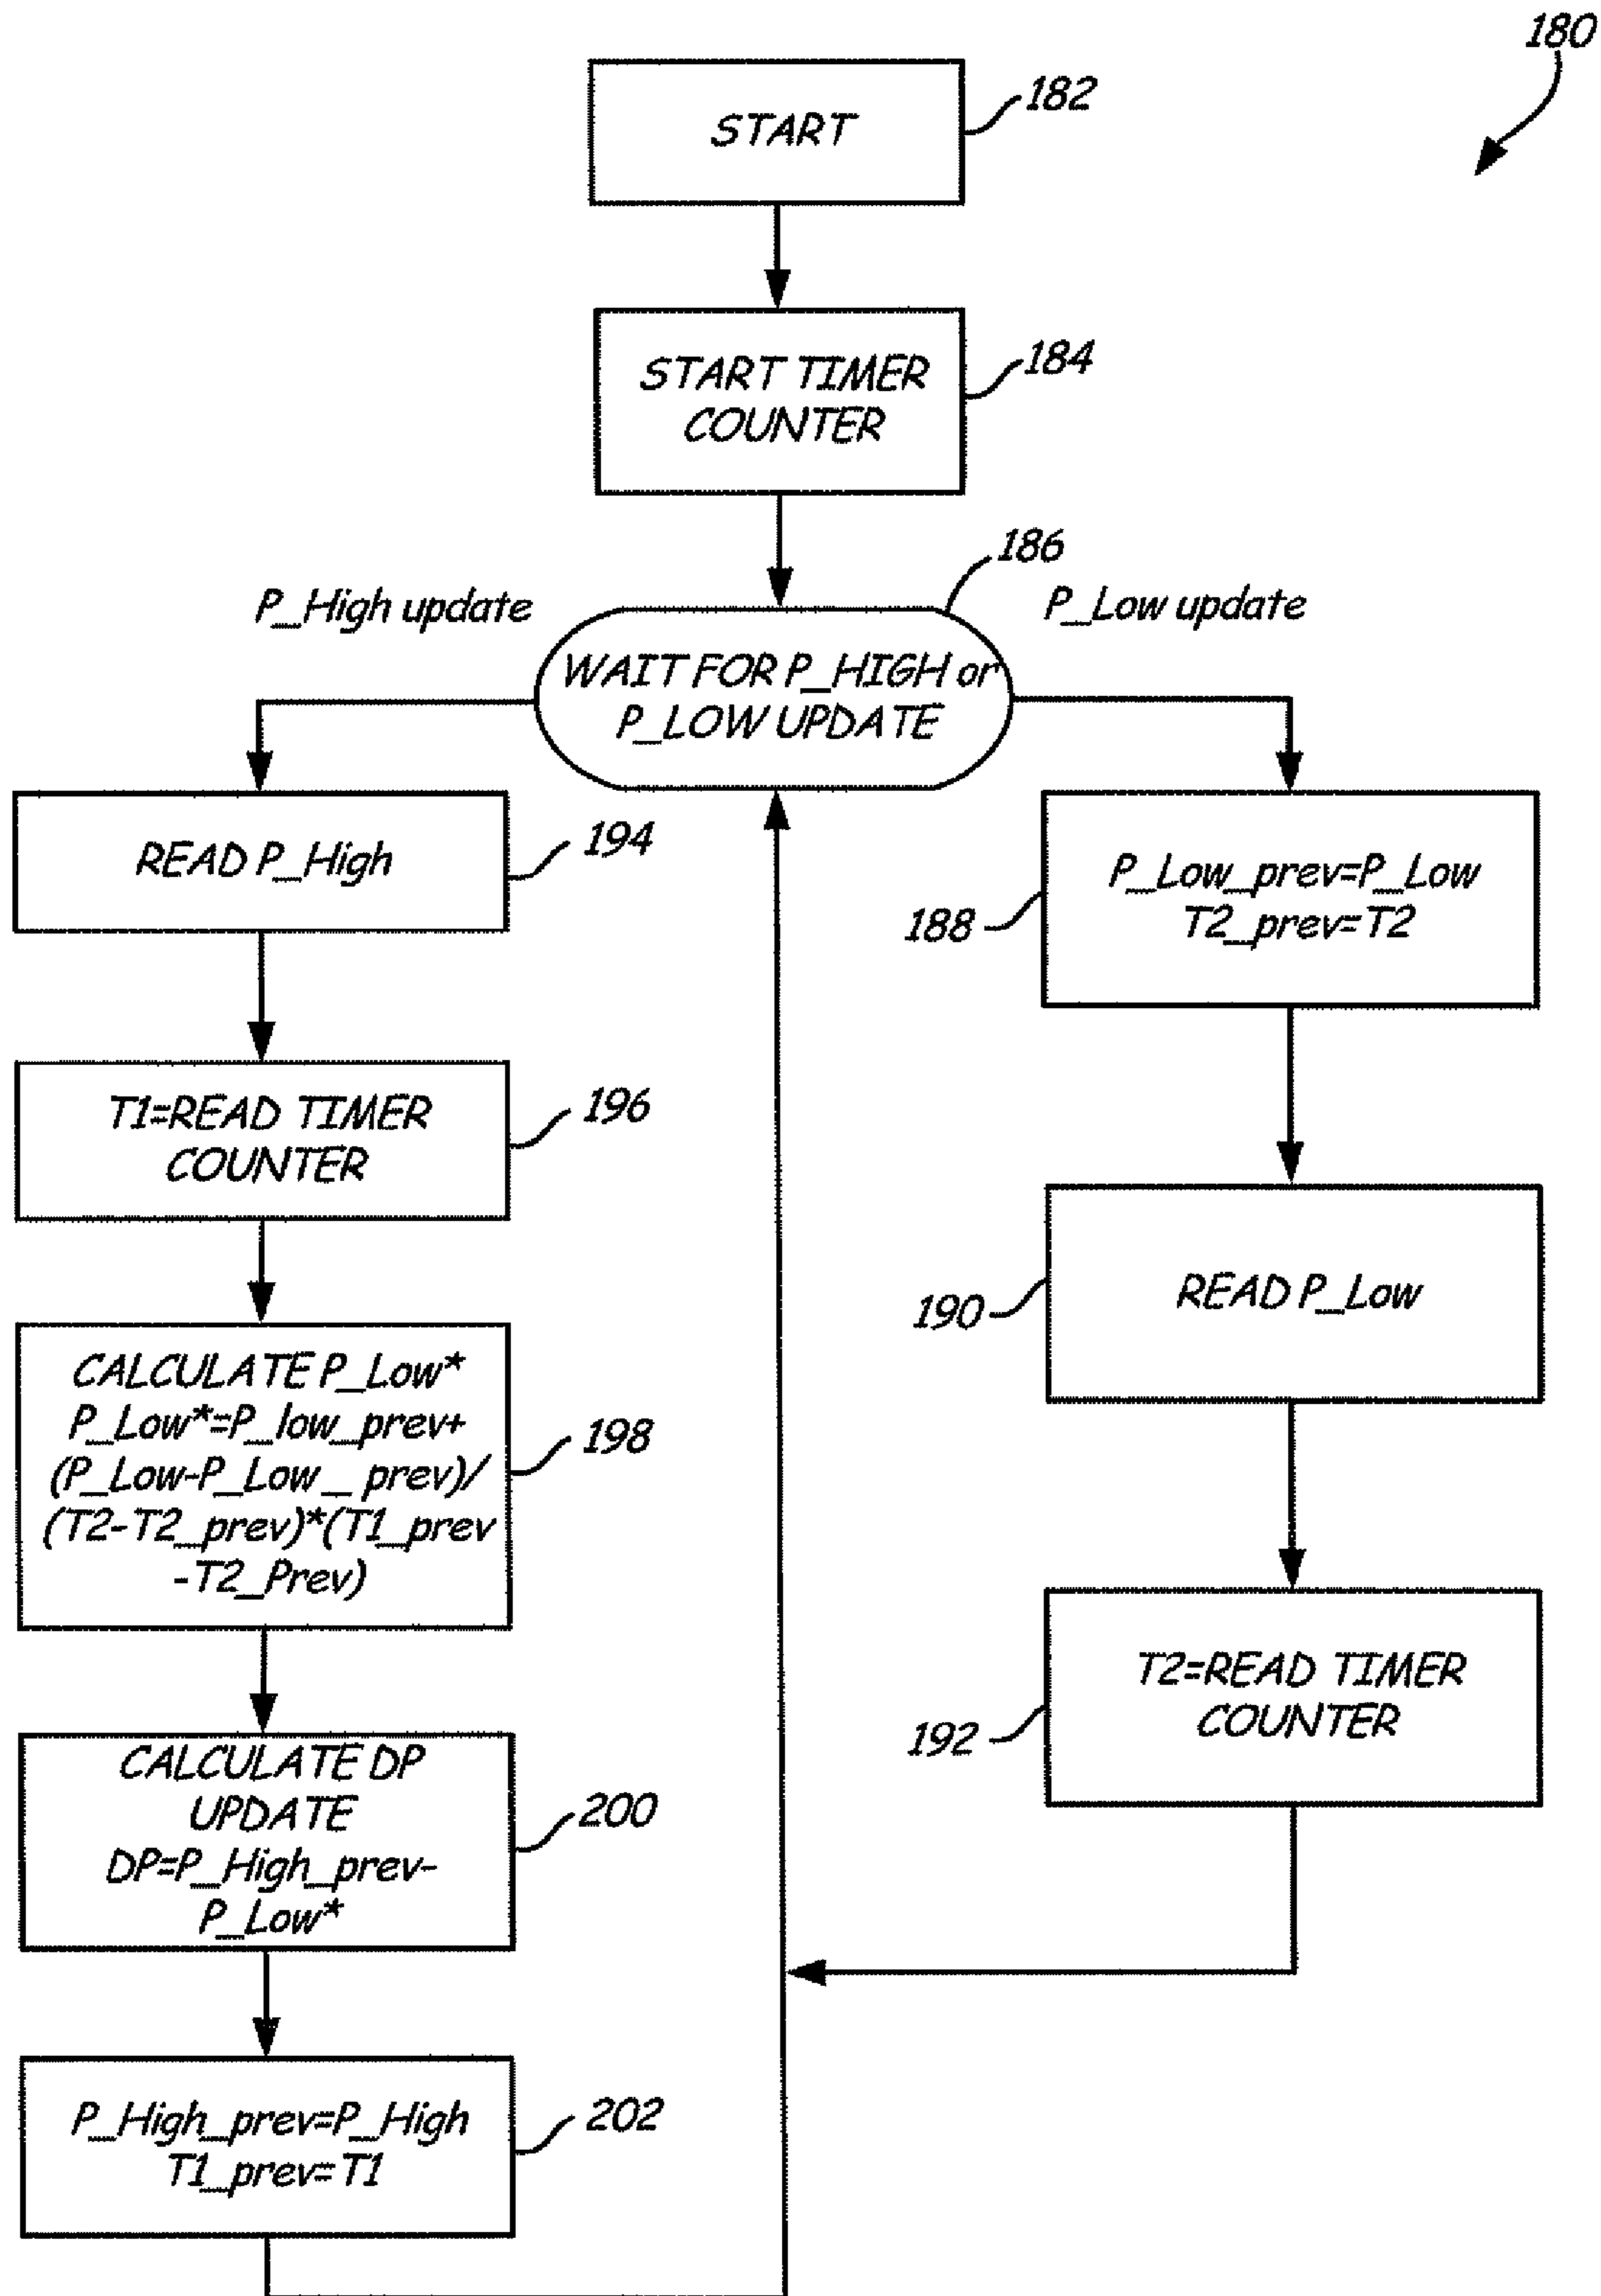 180
START
182
START TIMER
COUNTER
184
186
P_High update
P_Low update
WAIT FOR P_HIGH or
P_LOW UPDATE
READ P_High
194
P_Low_prev=P_Low
T2_prev=T2
188
T1=READ TIMER
COUNTER
196
READ P_Low
190
CALCULATE P_Low*
P_Low*=P_low_prev+
(P_Low-P_Low_ prev)/
(T2-T2_prev)*(T1_prev
-T2_Prev)
198
T2=READ TIMER
COUNTER
192
CALCULATE DP
UPDATE
DP=P_High_prev-
P_Low*
200
P_High_prev=P_High
T1_prev=T1
202